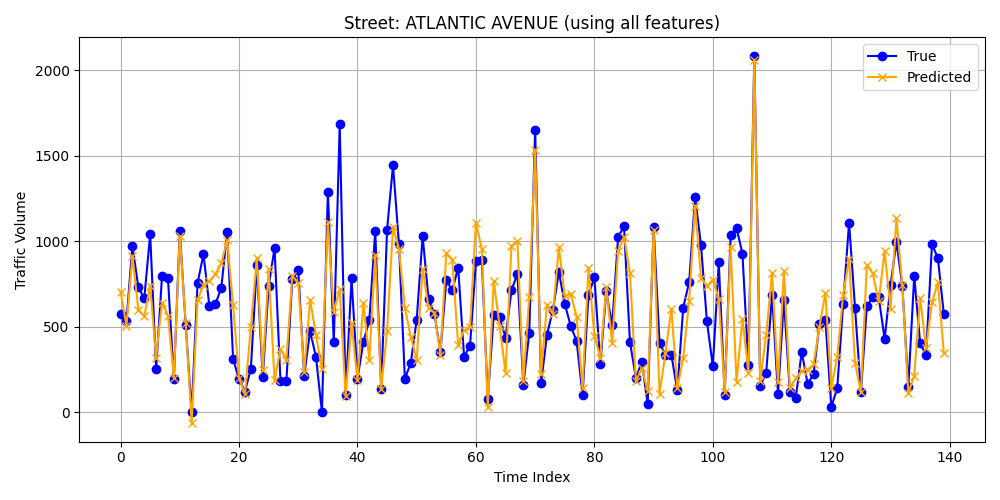 Street: ATLANTIC AVENUE (using all features)
True
Predicted
Traffic Volume
2000
1500
1000
500
0
0 20 40 60 80 100 120 140
Time Index